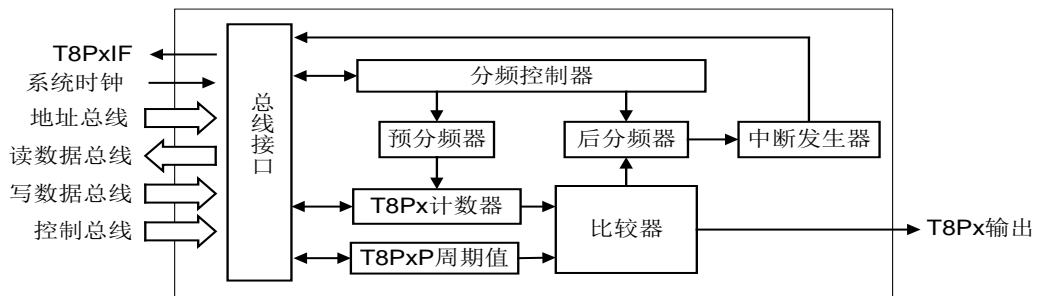 T8PxIF
系统时钟
地址总线
读数据总线
写数据总线
控制总线
总线接口
分频控制器
预分频器
后分频器
中断发生器
T8Px计数器
T8PxP周期值
比较器
T8Px输出